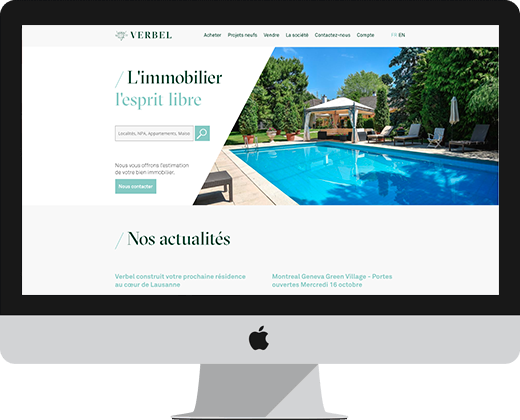 VERBEL
Acheter Projets neufs Vendre La société Contactez-nous Compte FR EN
/ L'immobilier
l'esprit libre
Localités, NPA, Appartements, Maiso
Nous vous offrons l'estimation
de votre bien immobilier.
Nous contacter
/ Nos actualités
Verbel construit votre prochaine résidence
au cœur de Lausanne
Montreal Geneva Green Village - Portes
ouvertes Mercredi 16 octobre